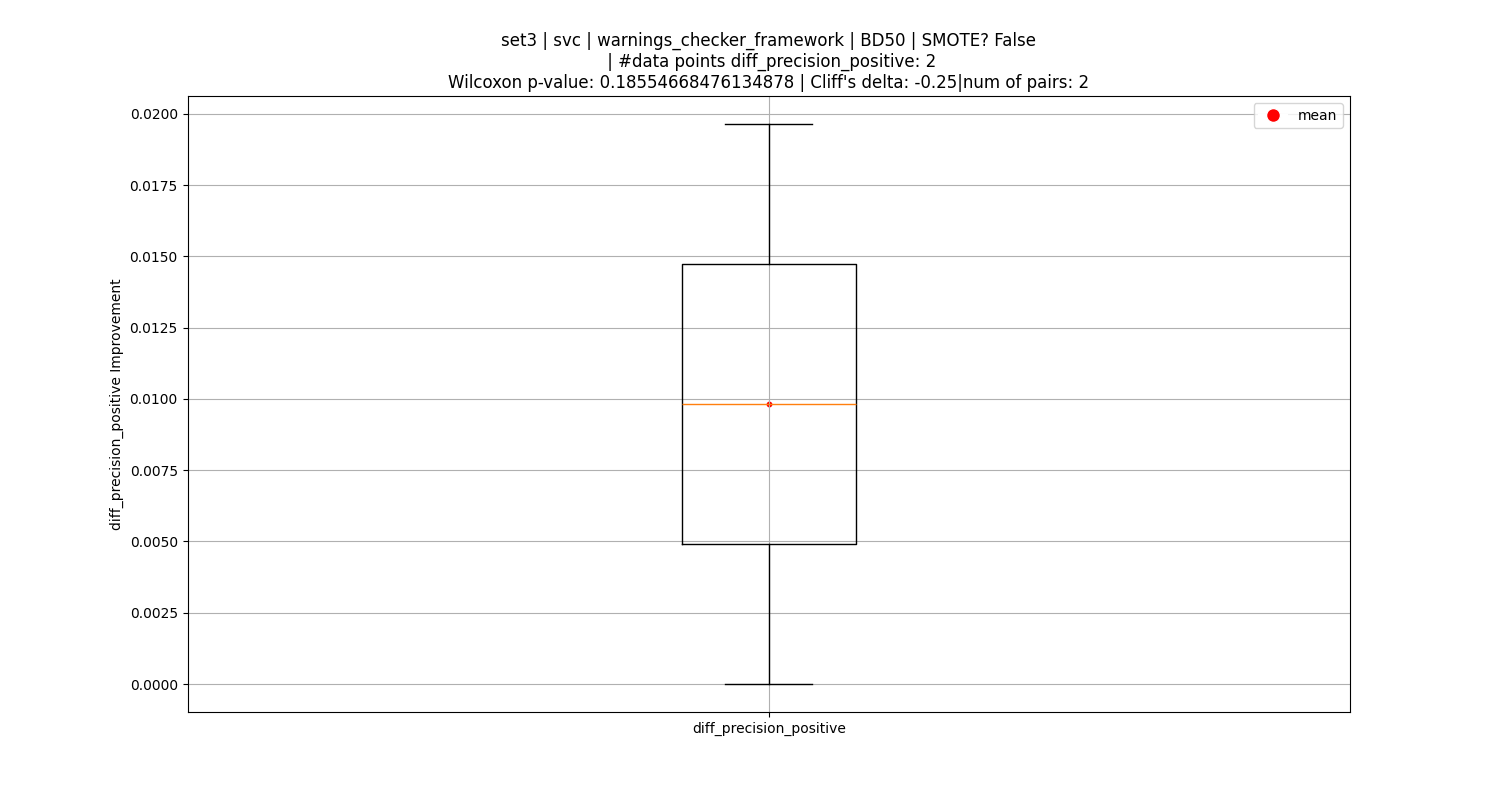 set3 | svc | warnings_checker_framework | BD50 | SMOTE? False
| #data points diff_precision_positive: 2
Wilcoxon p-value: 0.18554668476134878 | Cliff's delta: -0.25|num of pairs: 2
mean
0.0200
0.0175
0.0150
0.0125
0.0100
0.0075
0.0050
0.0025
0.0000
diff_precision_positive Improvement
diff_precision_positive